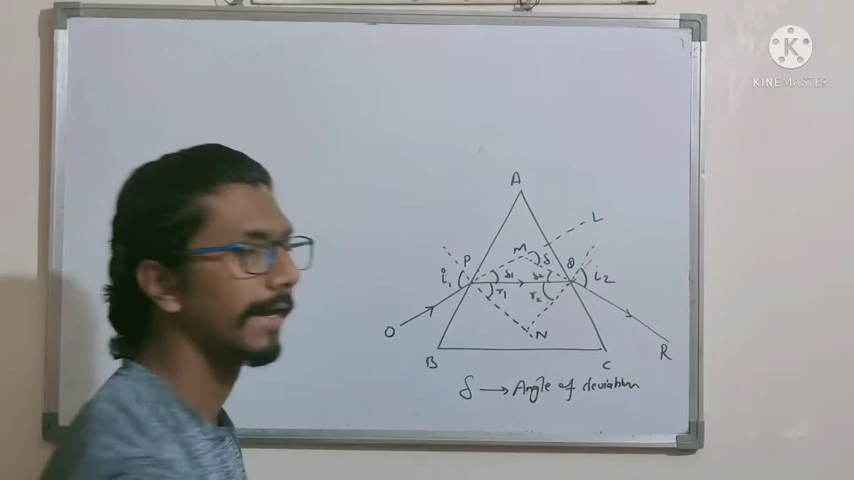 K
KINEMASTER
A
L
M
P
δ
Q
i₁
δ₁
δ₂
i₂
r₁
r₂
O
N
R
B
C
δ → Angle of deviation